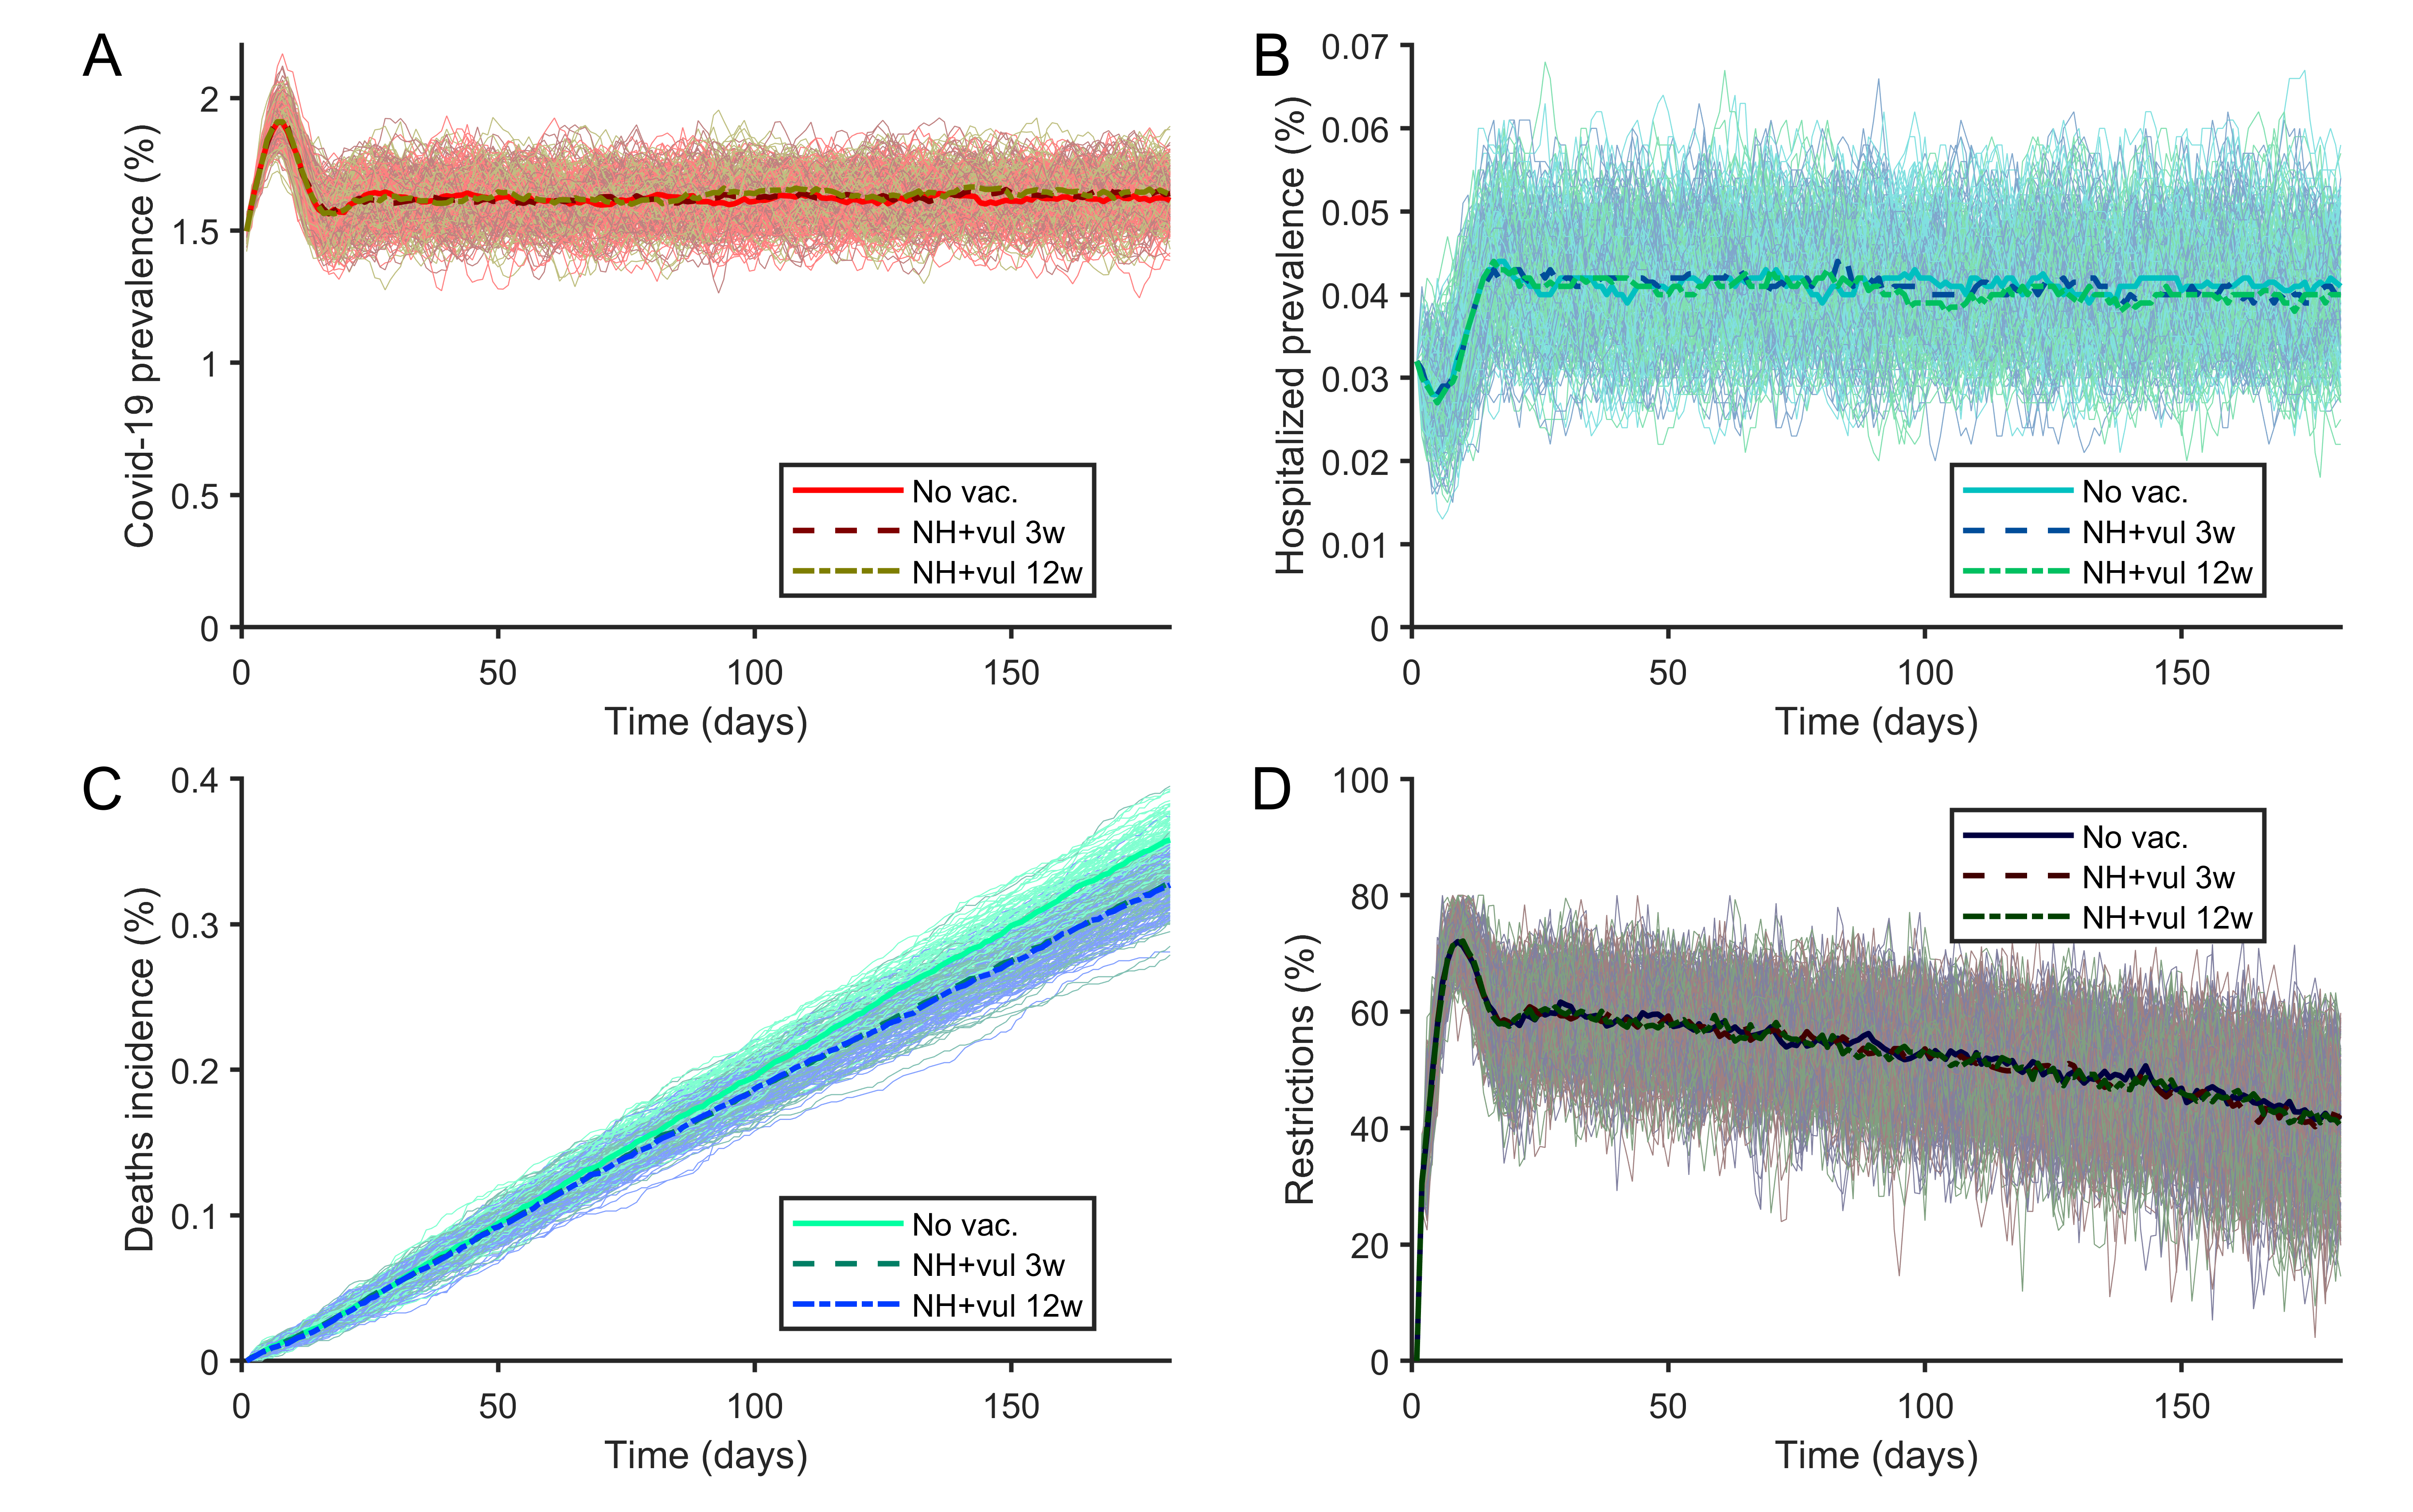 A
Covid-19 prevalence (%)
2
1.5
1
0.5
0
0 50 100 150
Time (days)
No vac.
NH+vul 3w
NH+vul 12w
B
Hospitalized prevalence (%)
0.07
0.06
0.05
0.04
0.03
0.02
0.01
0
0 50 100 150
Time (days)
No vac.
NH+vul 3w
NH+vul 12w
C
Deaths incidence (%)
0.4
0.3
0.2
0.1
0
0 50 100 150
Time (days)
No vac.
NH+vul 3w
NH+vul 12w
D
Restrictions (%)
100
80
60
40
20
0
0 50 100 150
Time (days)
No vac.
NH+vul 3w
NH+vul 12w